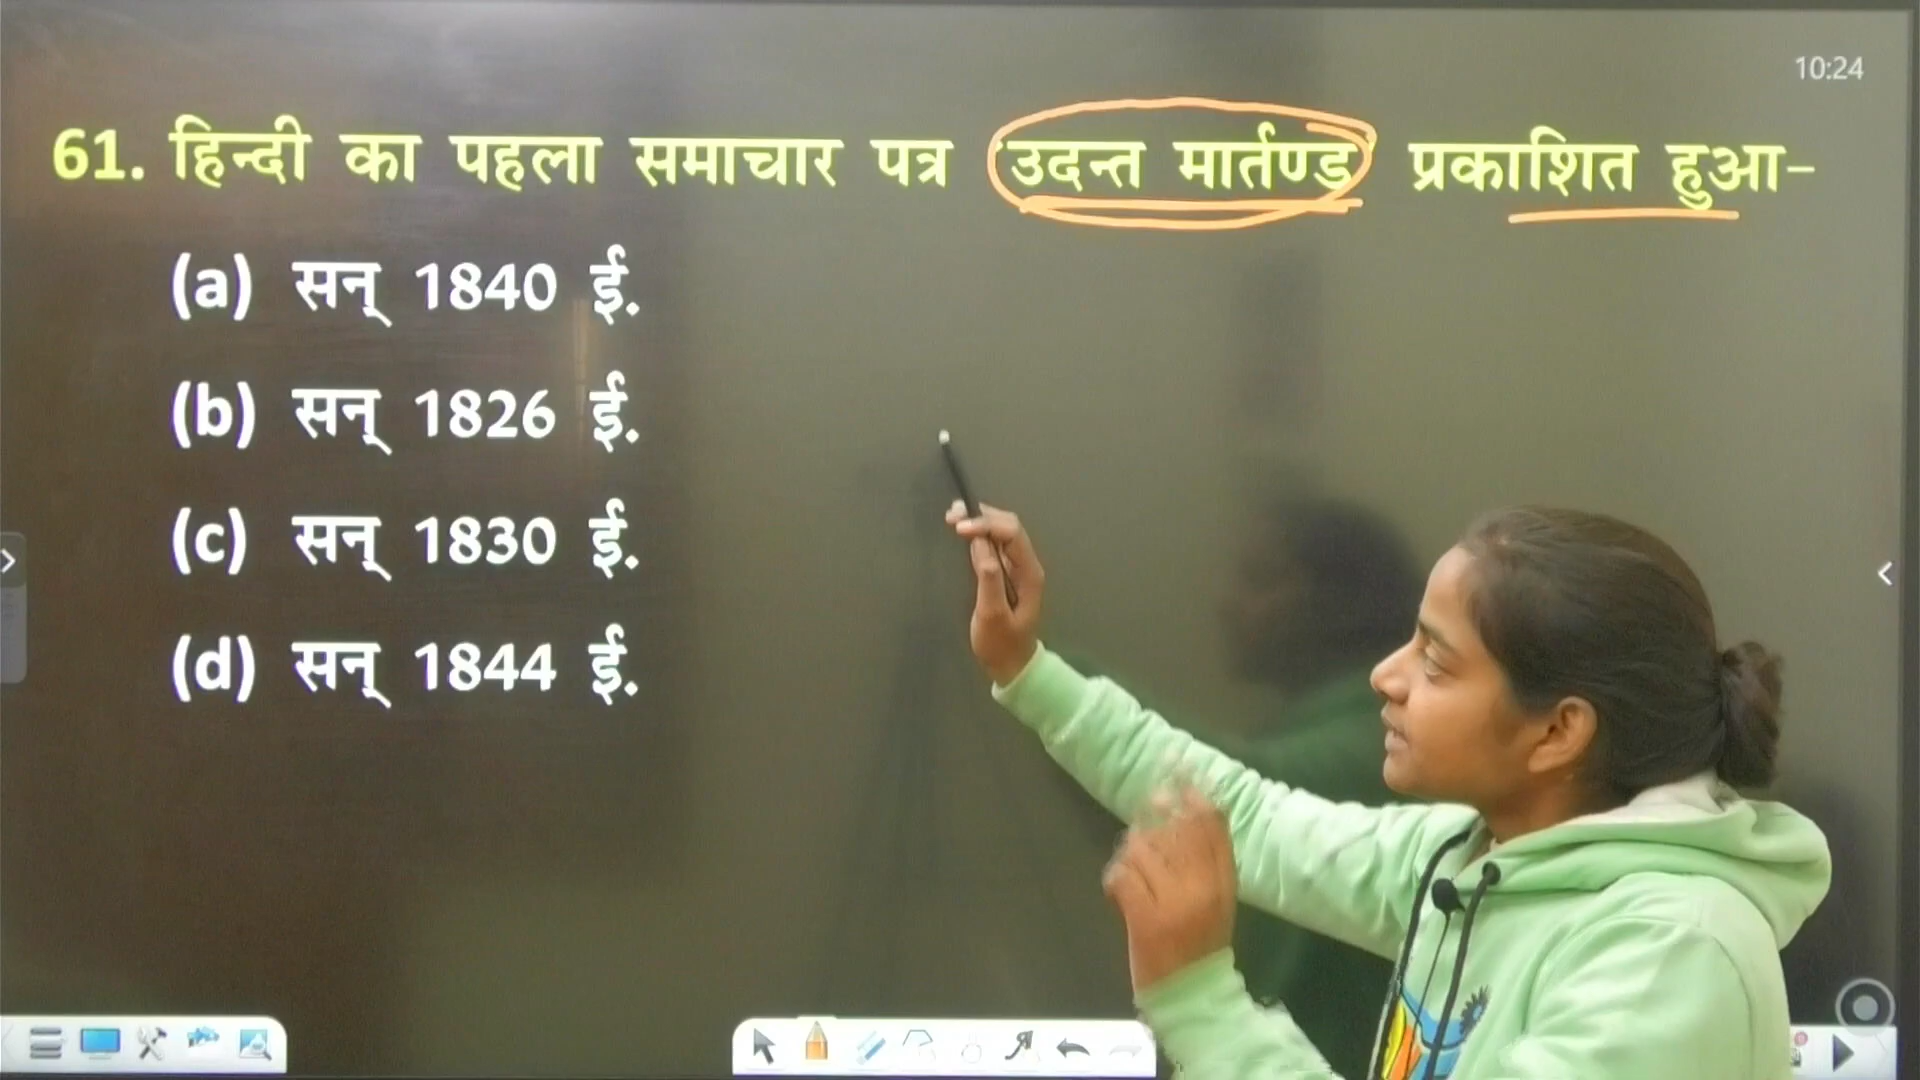 10:24
61. हिन्दी का पहला समाचार पत्र 'उदन्त मार्तण्ड' प्रकाशित हुआ-
(a) सन् 1840 ई.
(b) सन् 1826 ई.
(c) सन् 1830 ई.
(d) सन् 1844 ई.